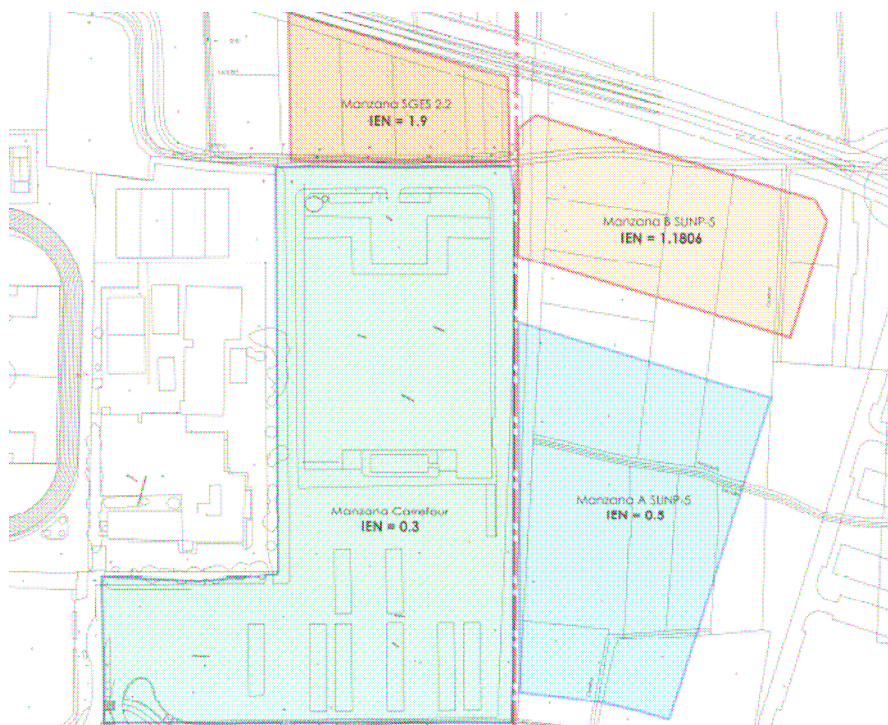 Manzana SGES 2.2
IEN = 1.9
Manzana B SUNP-5
IEN = 1.1806
Manzana Carrefour
IEN = 0.3
Manzana A SUNP-5
IEN = 0.5